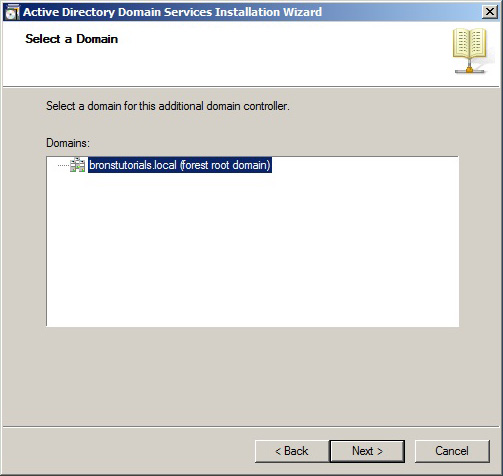 Active Directory Domain Services Installation Wizard
Select a Domain
Select a domain for this additional domain controller.
Domains:
bronstutorials.local (forest root domain)
< Back Next > Cancel